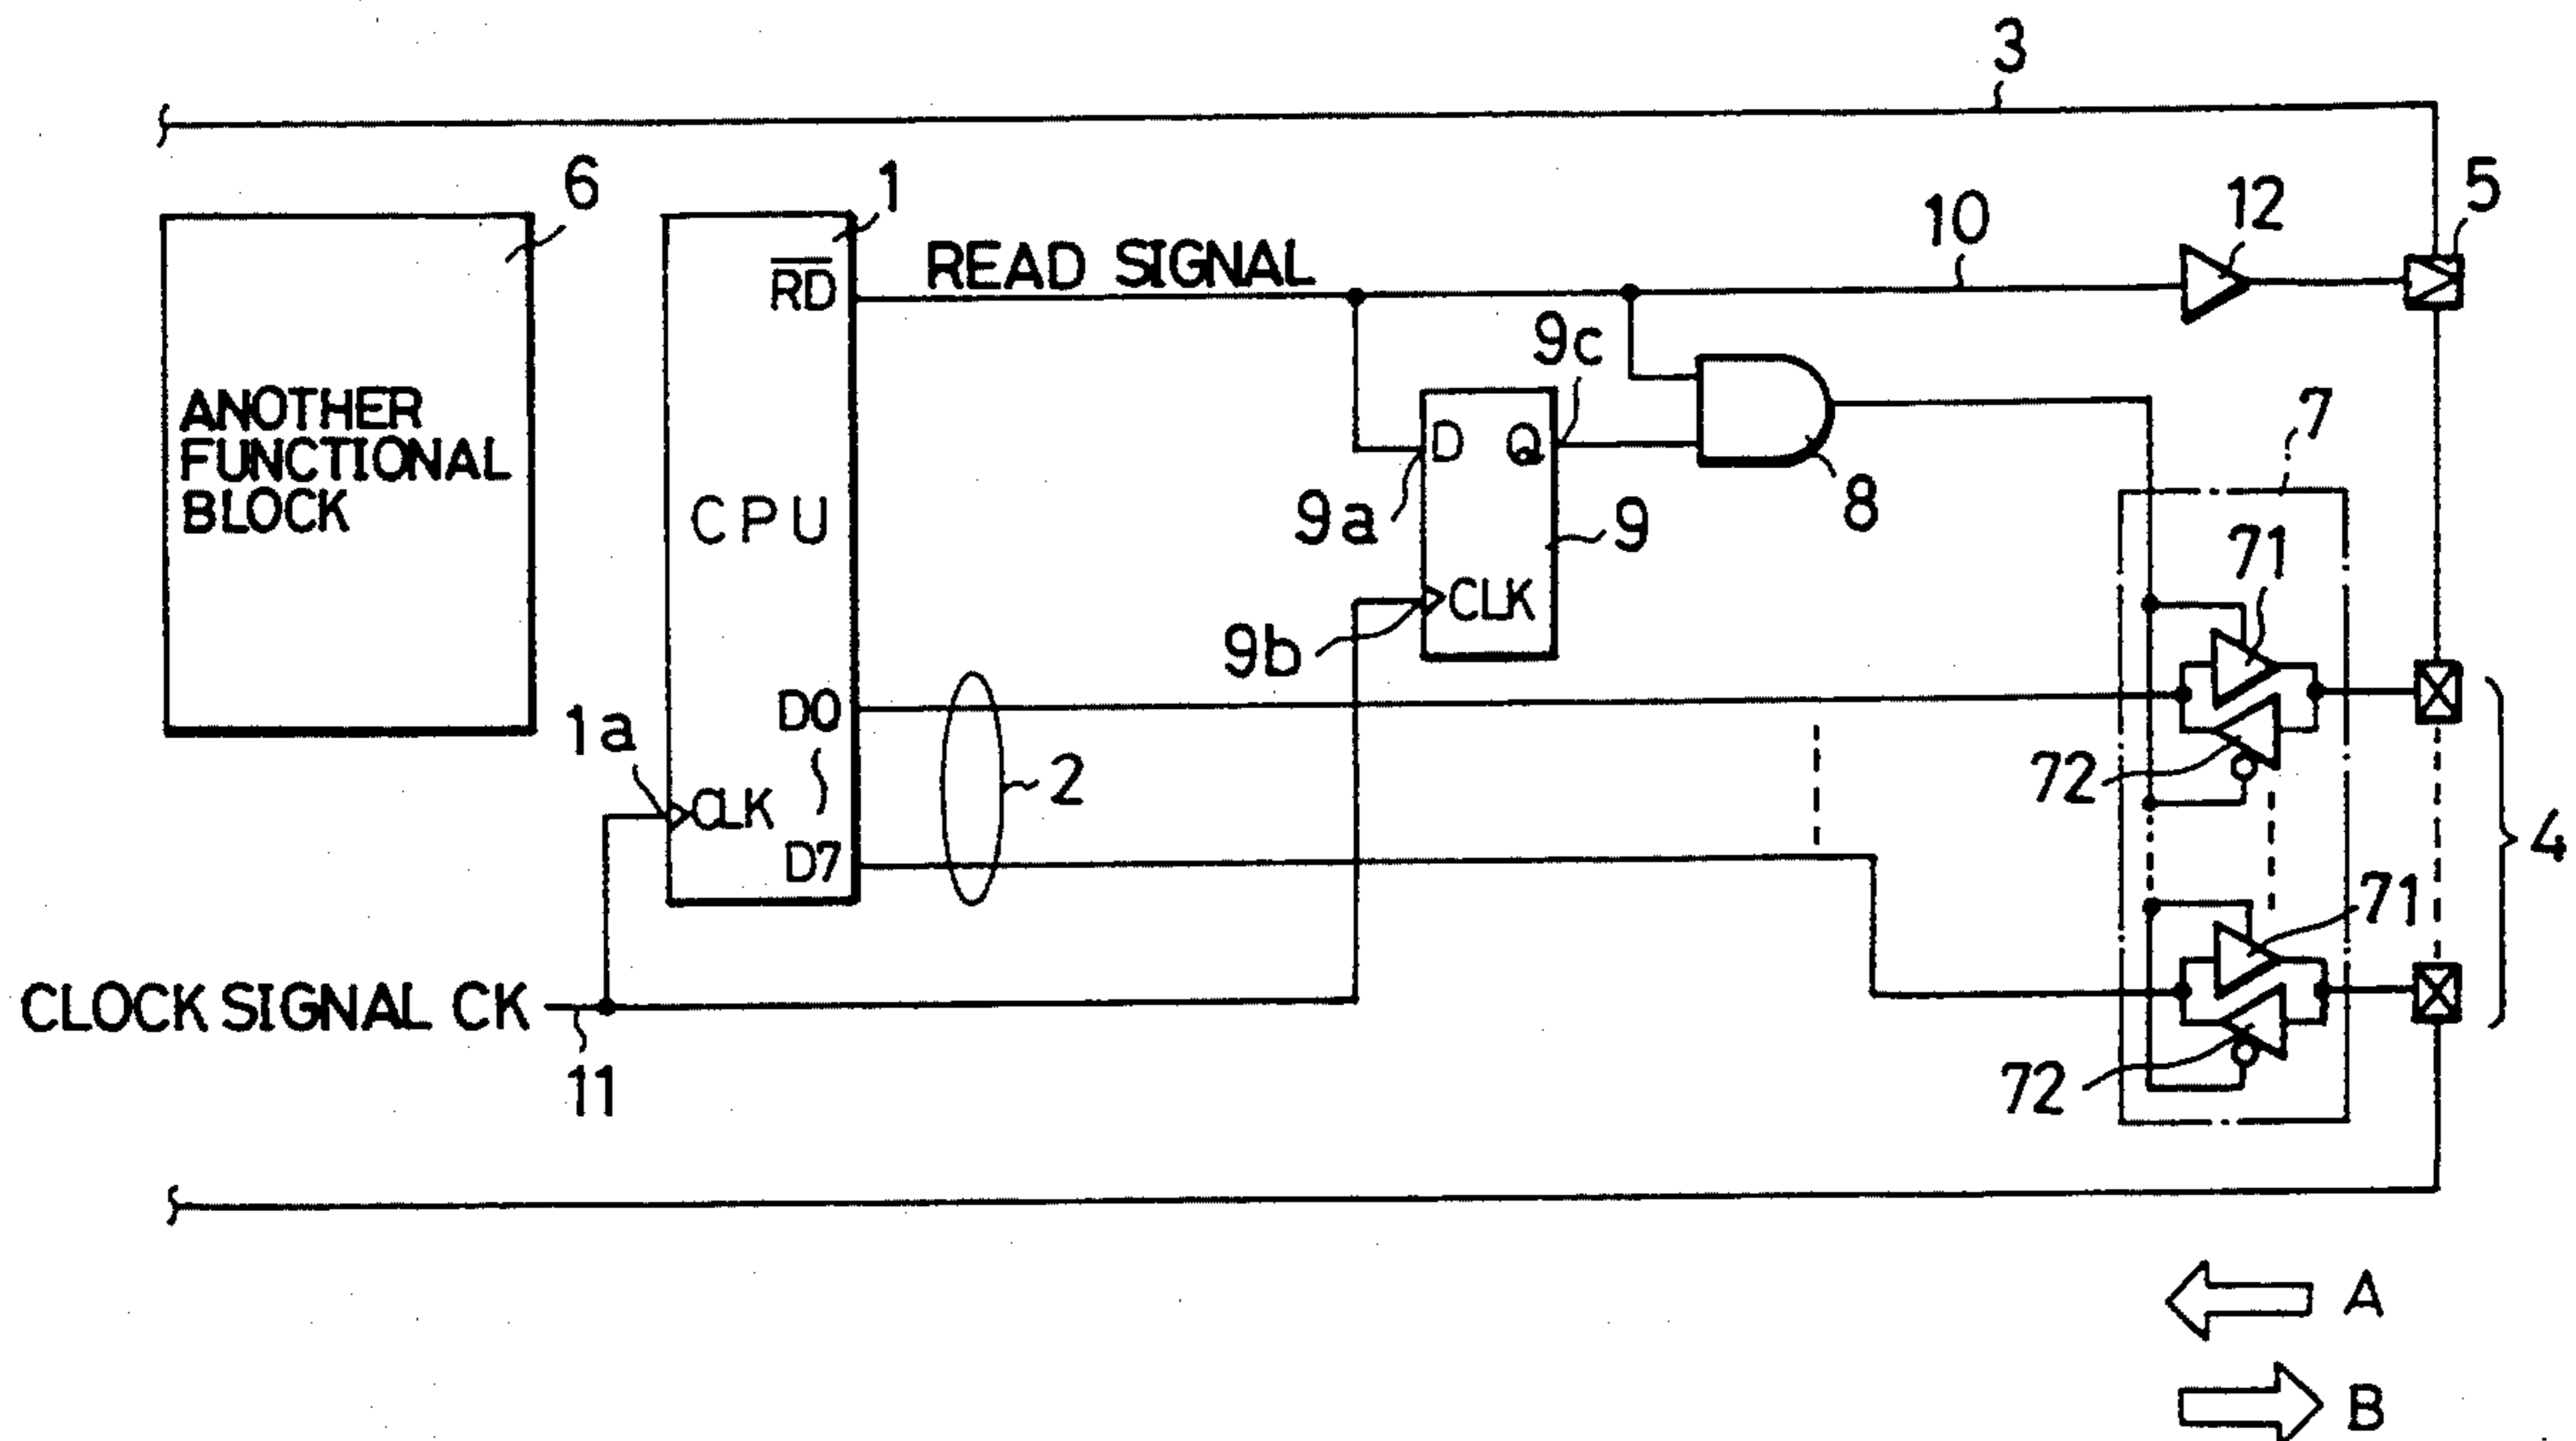 3
6
1
5
12
10
READ SIGNAL
R̅D̅
9c
7
ANOTHER
FUNCTIONAL
BLOCK
CPU
D
Q
9a
9
8
71
CLK
9b
D0
1a
2
72
CLK
4
D7
71
CLOCK SIGNAL CK
11
72
A
B